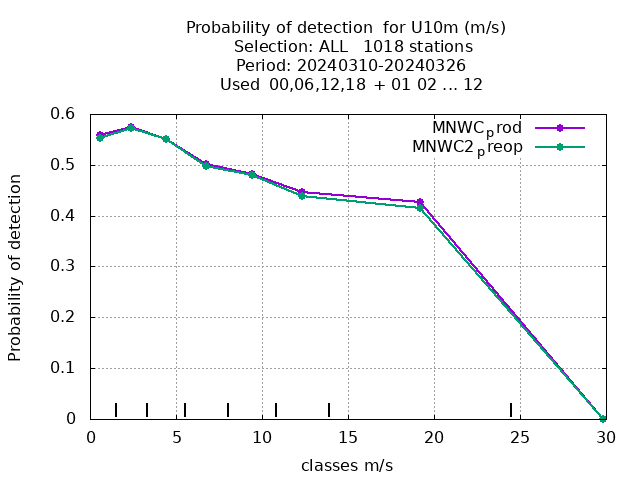 Probability of detection  for U10m (m/s)
Selection: ALL   1018 stations
Period: 20240310-20240326
Used  00,06,12,18  + 01 02 ... 12
MNWCprod
MNWC2preop
Probability of detection
0.6
0.5
0.4
0.3
0.2
0.1
0
0 5 10 15 20 25 30
classes m/s